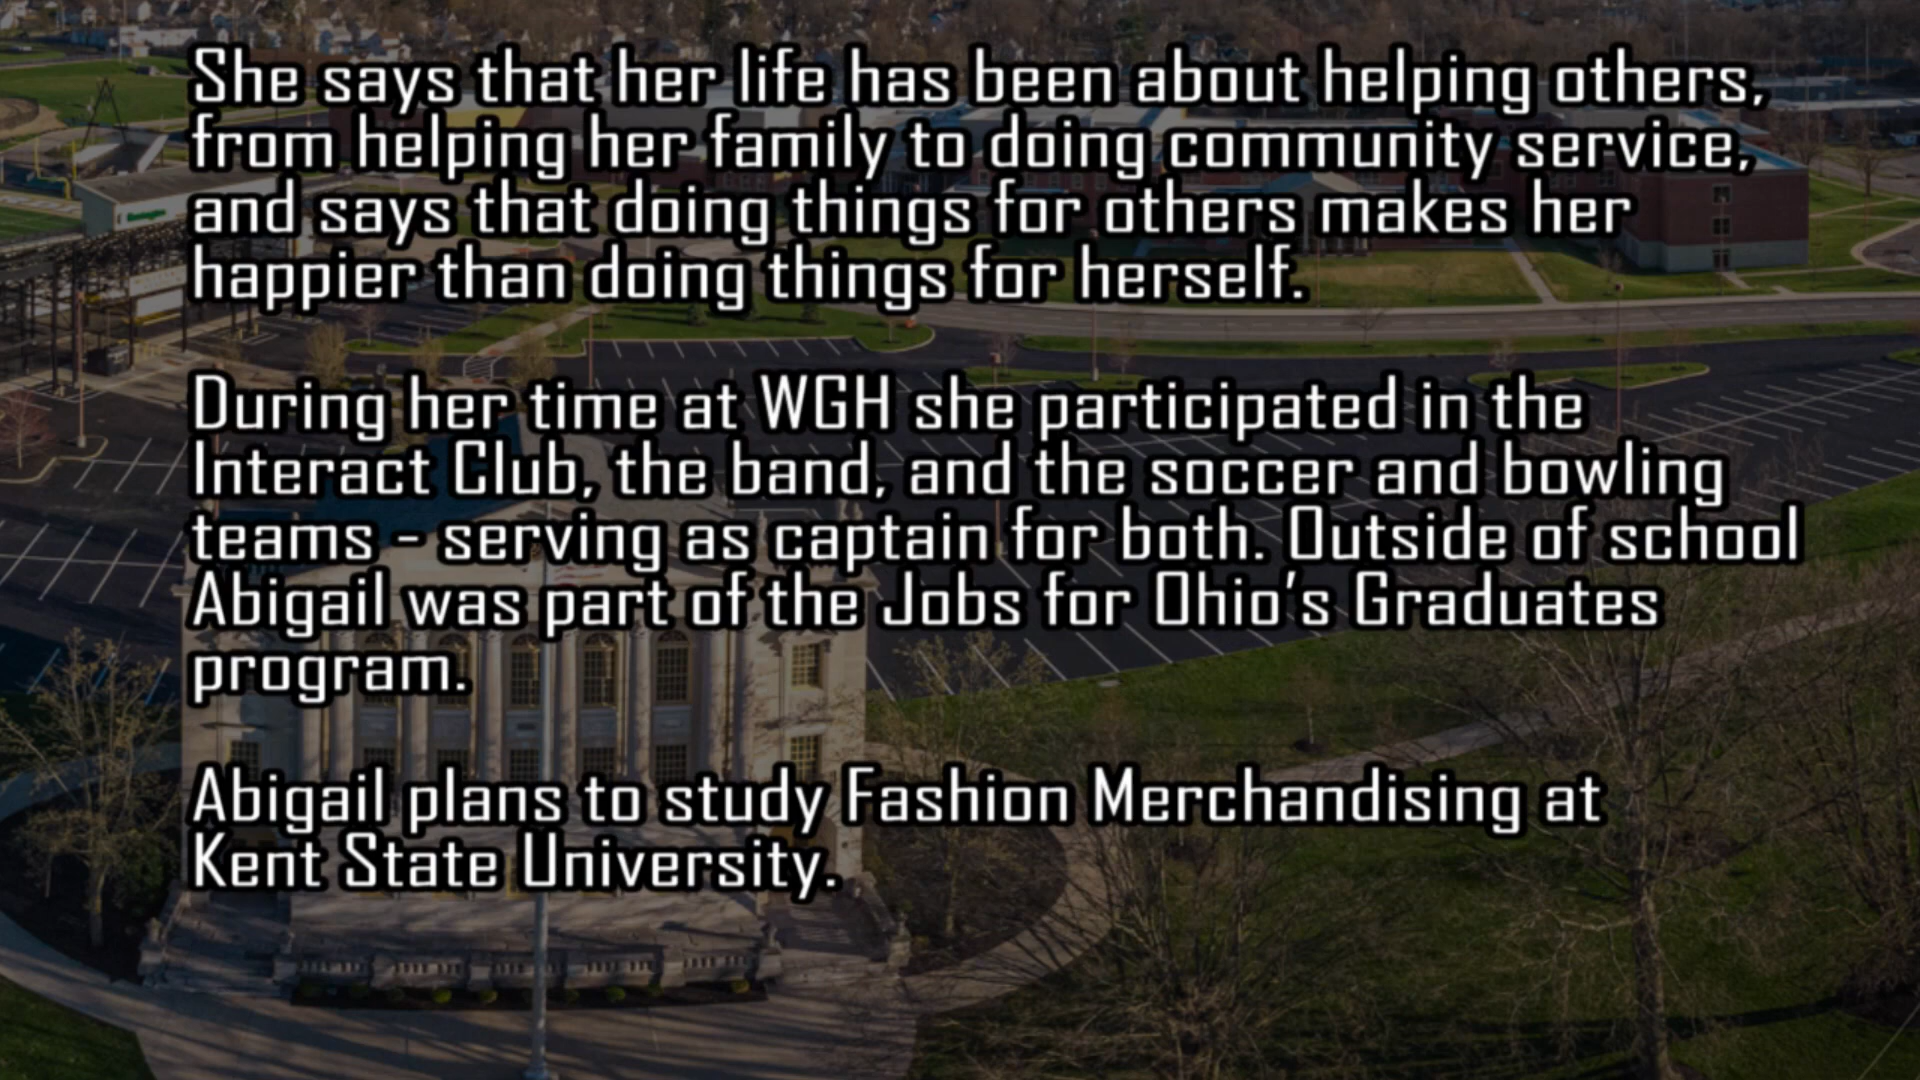 She says that her life has been about helping others,
from helping her family to doing community service,
and says that doing things for others makes her
happier than doing things for herself.
During her time at WGH she participated in the
Interact Club, the band, and the soccer and bowling
teams - serving as captain for both. Outside of school
Abigail was part of the Jobs for Ohio's Graduates
program.
Abigail plans to study Fashion Merchandising at
Kent State University.